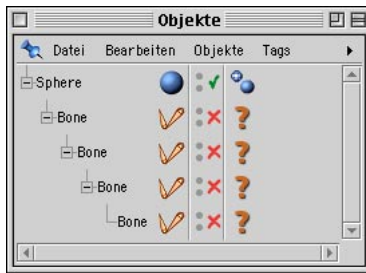 Objekte
Datei Bearbeiten Objekte Tags
Sphere
Bone
Bone
Bone
Bone